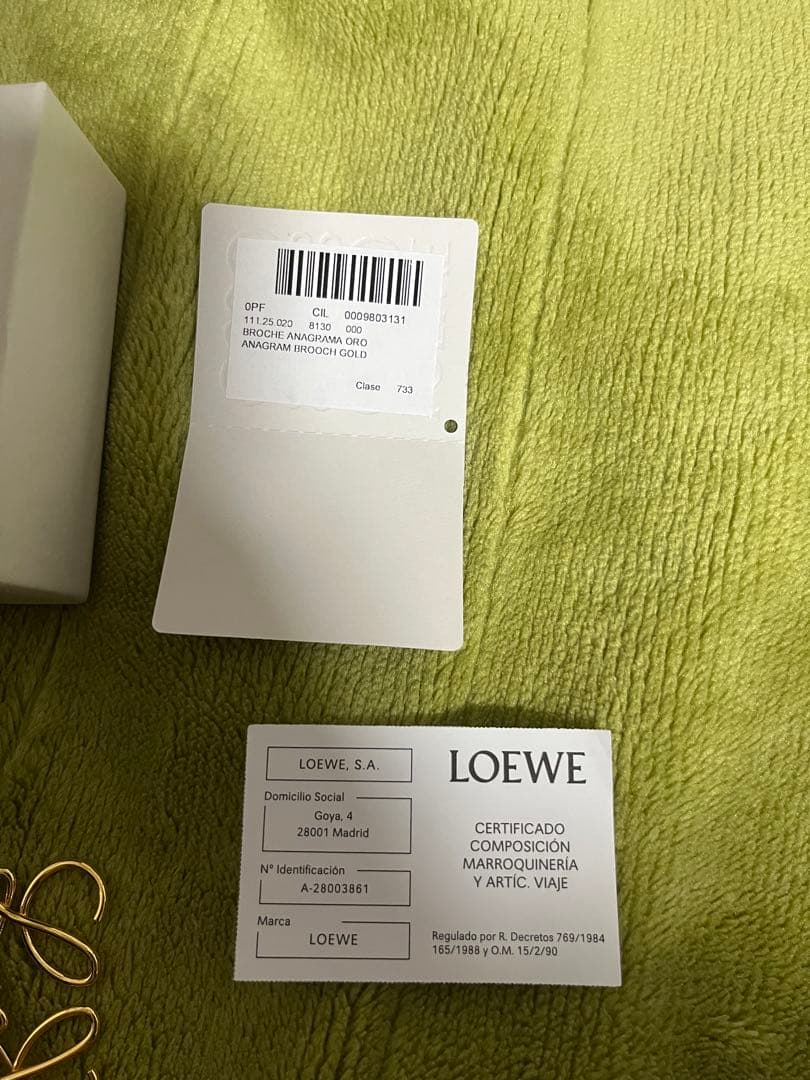 0PF CIL 0009803131
111.25.020 8130 000
BROCHE ANAGRAMA ORO
ANAGRAM BROOCH GOLD
Clase 733
LOEWE, S.A.
Domicilio Social
Goya, 4
28001 Madrid
Nº Identificación
A-28003861
Marca
LOEWE
LOEWE
CERTIFICADO
COMPOSICIÓN
MARROQUINERÍA
Y ARTÍC. VIAJE
Regulado por R. Decretos 769/1984
165/1988 y O.M. 15/2/90